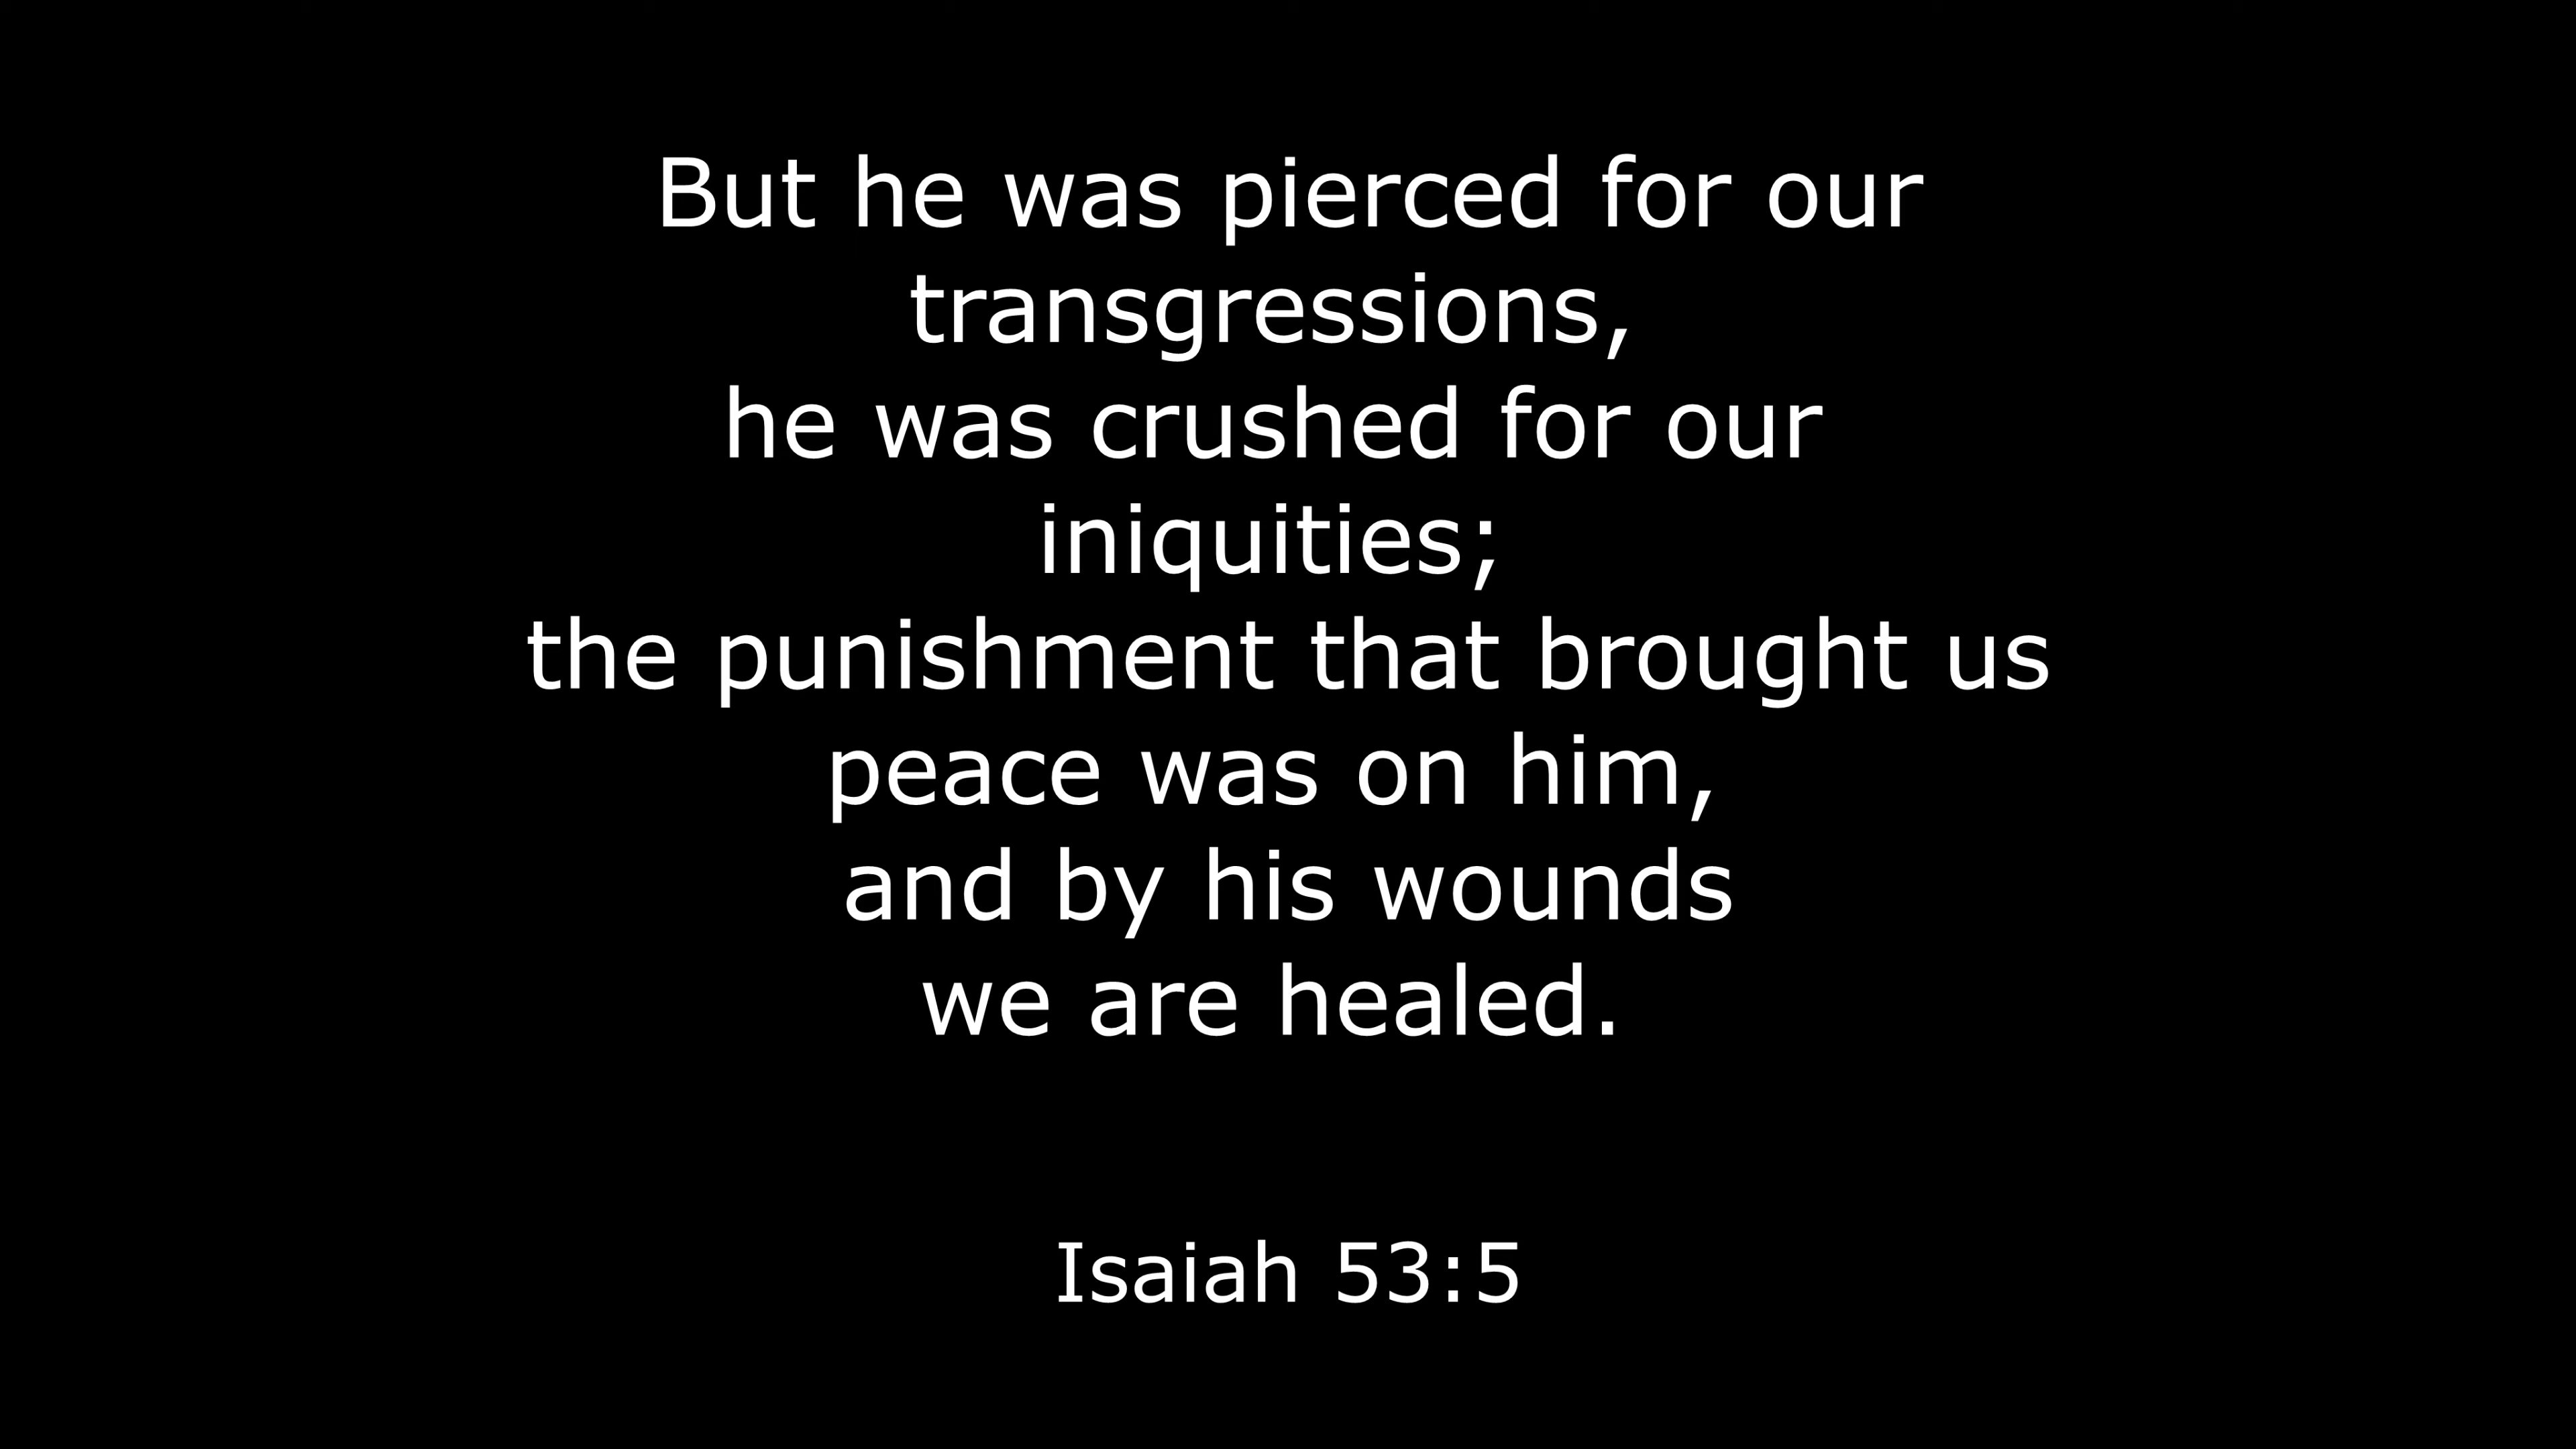 But he was pierced for our
transgressions,
he was crushed for our
iniquities;
the punishment that brought us
peace was on him,
and by his wounds
we are healed.
Isaiah 53:5